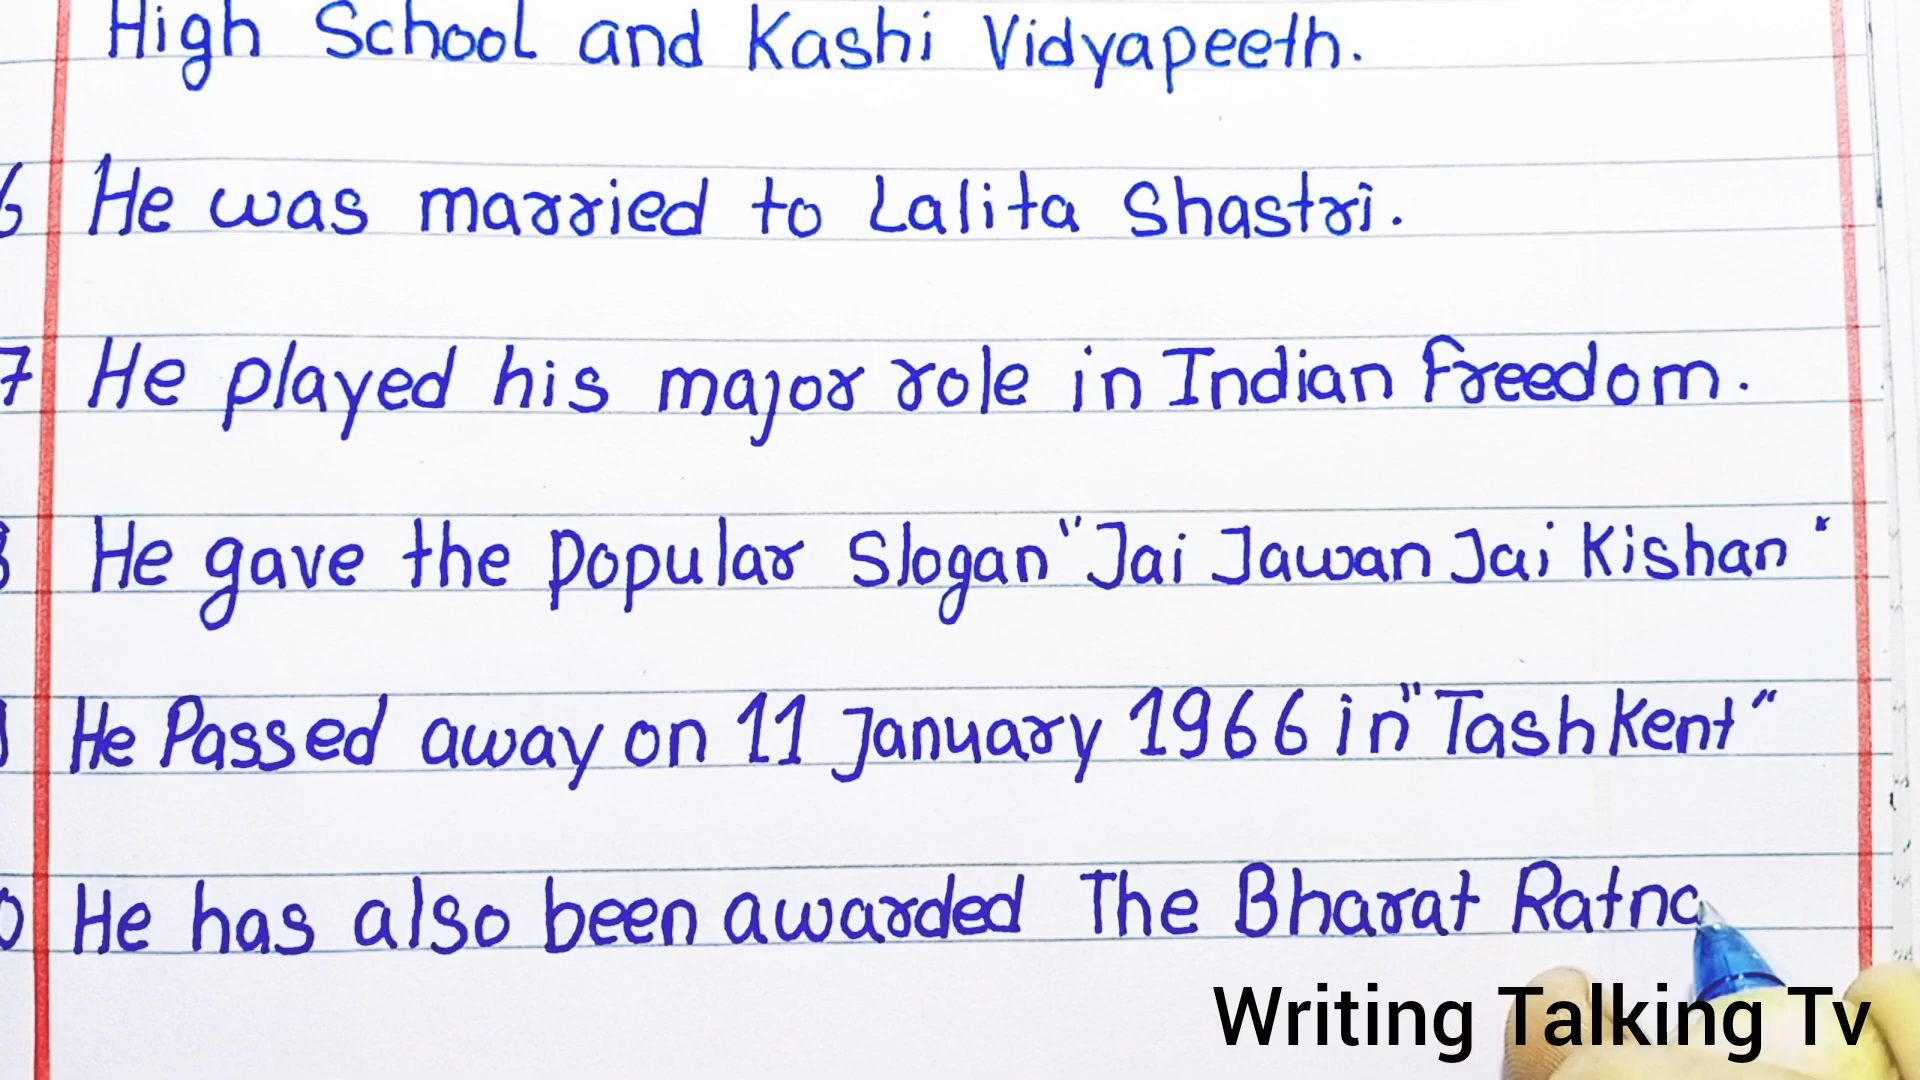 High School and Kashi Vidyapeeth.
6 He was married to Lalita Shastri.
7 He played his major role in Indian freedom.
8 He gave the Popular Slogan "Jai Jawan Jai Kishan"
He Passed away on 11 January 1966 in "Tashkent"
0 He has also been awarded The Bharat Ratna
Writing Talking Tv